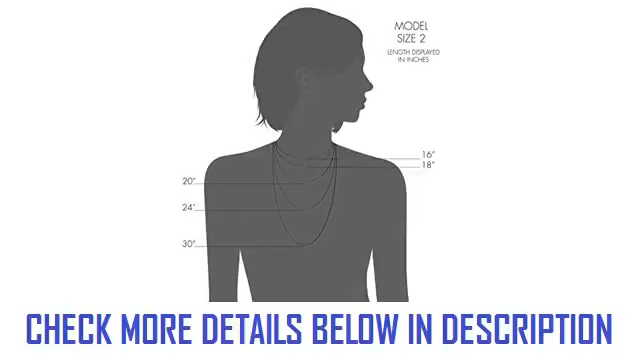 MODEL
SIZE 2
LENGTH DISPLAYED
IN INCHES
16"
18"
20"
24"
30"
CHECK MORE DETAILS BELOW IN DESCRIPTION